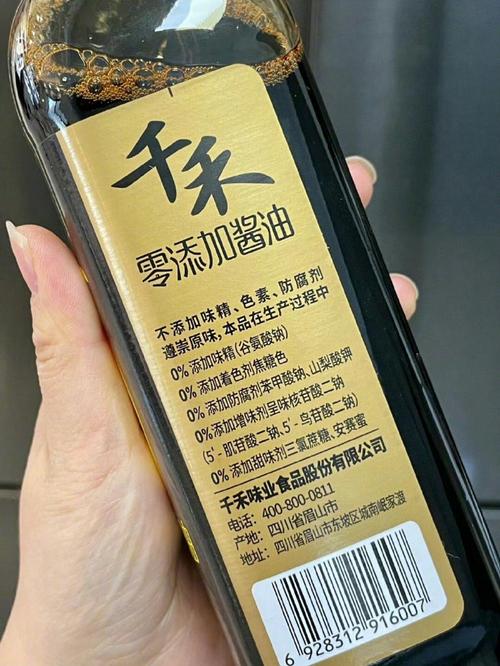 千禾
零添加酱油
不添加味精、色素、防腐剂
遵崇原味，本品在生产过程中
0% 添加味精(谷氨酸钠)
0% 添加着色剂焦糖色
0% 添加防腐剂苯甲酸钠、山梨酸钾
0% 添加增味剂呈味核苷酸二钠
(5′-肌苷酸二钠、5′-鸟苷酸二钠)
0% 添加甜味剂三氯蔗糖、安赛蜜
千禾味业食品股份有限公司
电话：400-800-0811
产地：四川省眉山市
地址：四川省眉山市东坡区城南岷家渡
6 928312 916007